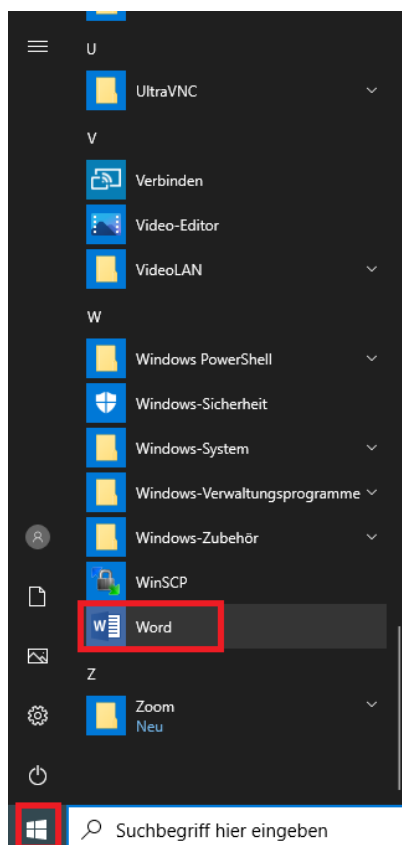 U
UltraVNC
V
Verbinden
Video-Editor
VideoLAN
W
Windows PowerShell
Windows-Sicherheit
Windows-System
Windows-Verwaltungsprogramme
Windows-Zubehör
WinSCP
W Word
Z
Zoom
Neu
Suchbegriff hier eingeben